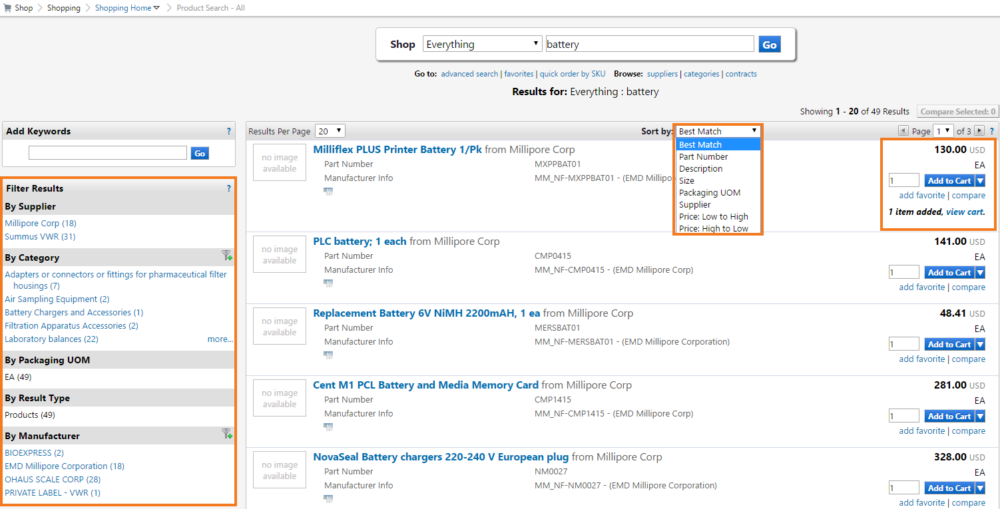 Shop Shopping Shopping Home Product Search - All
Shop Everything battery Go
Go to: advanced search | favorites | quick order by SKU Browse: suppliers | categories | contracts
Results for: Everything : battery
Showing 1 - 20 of 49 Results Compare Selected: 0
Add Keywords ?
Go
Filter Results ?
By Supplier
Millipore Corp (18)
Summus VWR (31)
By Category
Adapters or connectors or fittings for pharmaceutical filter
housings (7)
Air Sampling Equipment (2)
Battery Chargers and Accessories (1)
Filtration Apparatus Accessories (2)
Laboratory balances (22) more...
By Packaging UOM
EA (49)
By Result Type
Products (49)
By Manufacturer
BIOEXPRESS (2)
EMD Millipore Corporation (18)
OHAUS SCALE CORP (28)
PRIVATE LABEL - VWR (1)
Results Per Page 20 Sort by: Best Match Page 1 of 3 ?
Best Match
Part Number
Description
Size
Packaging UOM
Supplier
Price: Low to High
Price: High to Low
no image
available
Milliflex PLUS Printer Battery 1/Pk from Millipore Corp
Part Number MXPPBAT01
Manufacturer Info MM_NF-MXPPBAT01 - (EMD Millipo
130.00 USD
EA
1 Add to Cart
add favorite | compare
1 item added, view cart.
no image
available
PLC battery; 1 each from Millipore Corp
Part Number CMP0415
Manufacturer Info MM_NF-CMP0415 - (EMD Millipore Corp)
141.00 USD
EA
1 Add to Cart
add favorite | compare
no image
available
Replacement Battery 6V NiMH 2200mAH, 1 ea from Millipore Corp
Part Number MERSBAT01
Manufacturer Info MM_NF-MERSBAT01 - (EMD Millipore Corporation)
48.41 USD
EA
1 Add to Cart
add favorite | compare
no image
available
Cent M1 PCL Battery and Media Memory Card from Millipore Corp
Part Number CMP1415
Manufacturer Info MM_NF-CMP1415 - (EMD Millipore Corp)
281.00 USD
EA
1 Add to Cart
add favorite | compare
no image
available
NovaSeal Battery chargers 220-240 V European plug from Millipore Corp
Part Number NM0027
Manufacturer Info MM_NF-NM0027 - (EMD Millipore Corporation)
328.00 USD
EA
1 Add to Cart
add favorite | compare